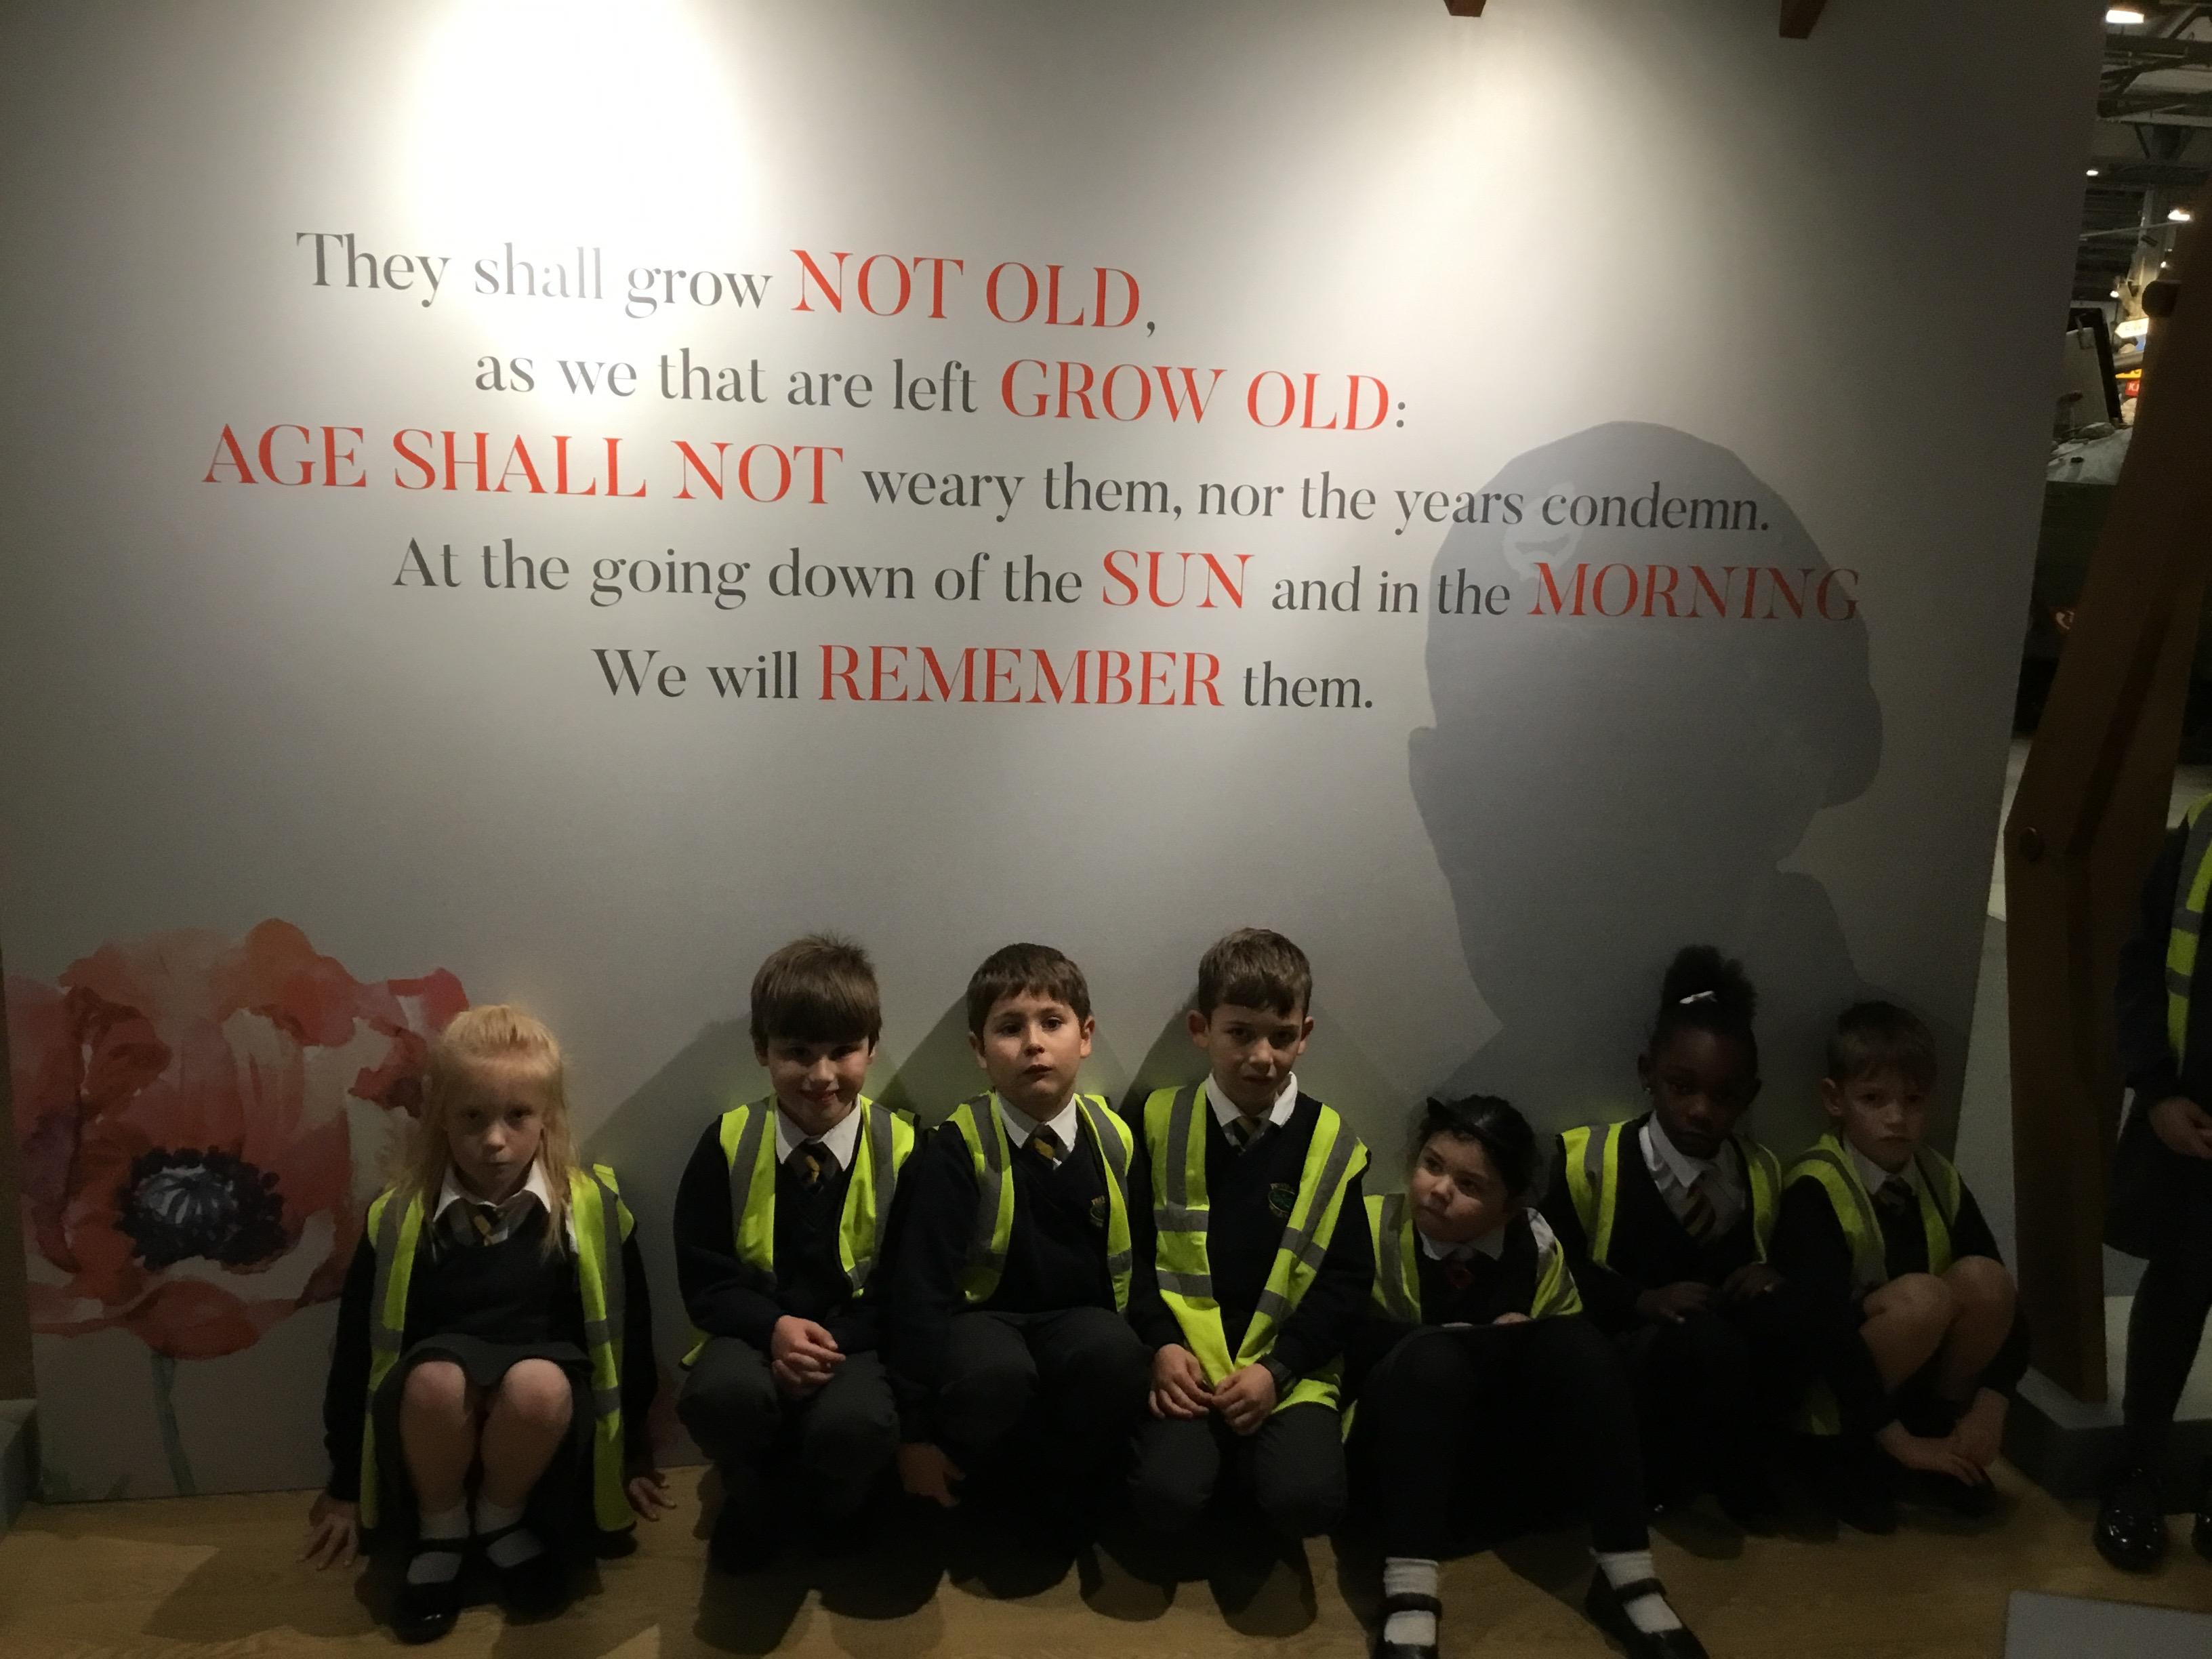 They shall grow NOT OLD,
as we that are left GROW OLD:
AGE SHALL NOT weary them, nor the years condemn.
At the going down of the SUN and in the MORNING
We will REMEMBER them.